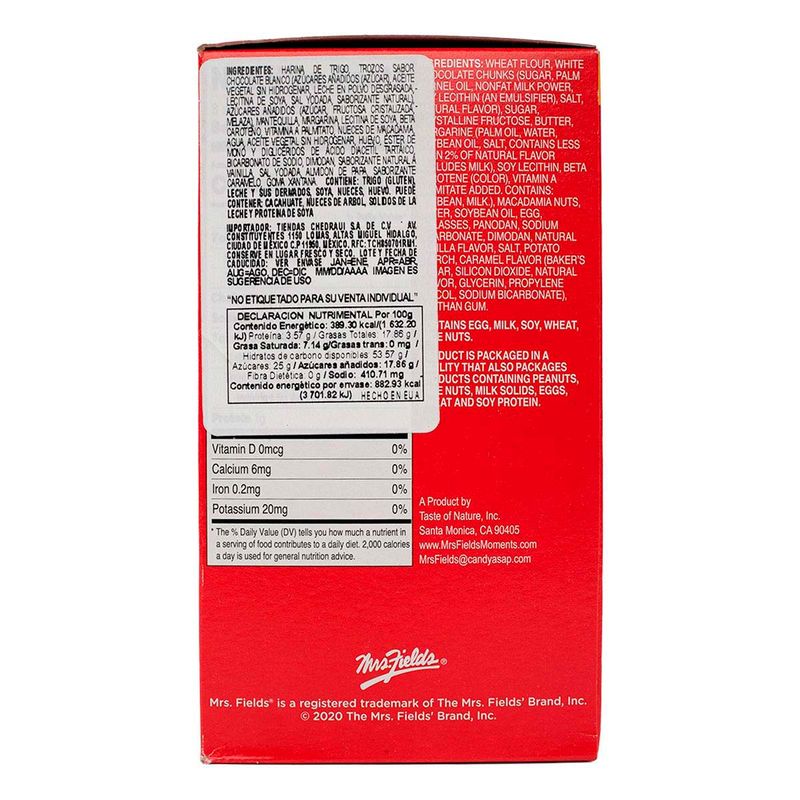 INGREDIENTES: HARINA DE TRIGO, TROZOS SABOR
CHOCOLATE BLANCO (AZÚCARES AÑADIDOS (AZÚCAR), ACEITE
VEGETAL SIN HIDROGENAR, LECHE EN POLVO DESGRASADA,
LECITINA DE SOYA, SAL YODADA, SABORIZANTE NATURAL),
AZÚCARES AÑADIDOS (AZÚCAR, FRUCTOSA CRISTALIZADA,
MELAZA), MANTEQUILLA, MARGARINA, LECITINA DE SOYA, BETA
CAROTENO, VITAMINA A PALMITATO, NUECES DE MACADAMIA,
AGUA, ACEITE VEGETAL SIN HIDROGENAR, HUEVO, ÉSTER DE
MONO Y DIGLICÉRIDOS DE ÁCIDO DIACETIL TARTÁICO,
BICARBONATO DE SODIO, DIMODAN, SABORIZANTE NATURAL A
VAINILLA, SAL YODADA, ALMIDON DE PAPA, SABORIZANTE
CARAMELO, GOMA XANTANA. CONTIENE: TRIGO (GLUTEN),
LECHE Y SUS DERIVADOS, SOYA, NUECES, HUEVO. PUEDE
CONTENER: CACAHUATE, NUECES DE ARBOL, SOLIDOS DE LA
LECHE Y PROTEINA DE SOYA
IMPORTADOR: TIENDAS CHEDRAUI S.A DE C.V AV.
CONSTITUYENTES 1150 LOMAS ALTAS MIGUEL HIDALGO,
CIUDAD DE MÉXICO C.P 11950, MÉXICO. RFC: TCH850701RM1.
CONSERVE EN LUGAR FRESCO Y SECO. LOTE Y FECHA DE
CADUCIDAD: VER ENVASE JAN=ENE, APR=ABR,
AUG=AGO, DEC=DIC MM/DD/AAAA IMAGEN ES
SUGERENCIA DE USO
"NO ETIQUETADO PARA SU VENTA INDIVIDUAL"
DECLARACION NUTRIMENTAL Por 100g
Contenido Energético: 389.30 kcal/(1 632.20
kJ) Proteína: 3.57 g / Grasas Totales: 17.86 g /
Grasa Saturada: 7.14 g/Grasas trans: 0 mg /
Hidratos de carbono disponibles: 53.57 g /
Azúcares: 25 g / Azúcares añadidos: 17.86 g /
Fibra Dietética: 0 g / Sodio: 410.71 mg
Contenido energético por envase: 882.93 kcal
(3 701.82 kJ) HECHO EN EUA
Vitamin D 0mcg 0%
Calcium 6mg 0%
Iron 0.2mg 0%
Potassium 20mg 0%
* The % Daily Value (DV) tells you how much a nutrient in
a serving of food contributes to a daily diet. 2,000 calories
a day is used for general nutrition advice.
REDIENTS: WHEAT FLOUR, WHITE
OCOLATE CHUNKS (SUGAR, PALM
NEL OIL, NONFAT MILK POWER,
LECITHIN (AN EMULSIFIER), SALT,
URAL FLAVOR), SUGAR,
YSTALLINE FRUCTOSE, BUTTER,
RGARINE (PALM OIL, WATER,
YBEAN OIL, SALT, CONTAINS LESS
N 2% OF NATURAL FLAVOR
LUDES MILK), SOY LECITHIN, BETA
OTENE (COLOR), VITAMIN A
MITATE ADDED. CONTAINS:
BEAN, MILK.), MACADAMIA NUTS,
ER, SOYBEAN OIL, EGG,
LASSES, PANODAN, SODIUM
ARBONATE, DIMODAN, NATURAL
ILLA FLAVOR, SALT, POTATO
RCH, CARAMEL FLAVOR (BAKER'S
AR, SILICON DIOXIDE, NATURAL
VOR, GLYCERIN, PROPYLENE
COL, SODIUM BICARBONATE),
THAN GUM.
TAINS EGG, MILK, SOY, WHEAT,
E NUTS.
DUCT IS PACKAGED IN A
LITY THAT ALSO PACKAGES
DUCTS CONTAINING PEANUTS,
E NUTS, MILK SOLIDS, EGGS,
AT AND SOY PROTEIN.
A Product by
Taste of Nature, Inc.
Santa Monica, CA 90405
www.MrsFieldsMoments.com
MrsFields@candyasap.com
Mrs. Fields®
Mrs. Fields® is a registered trademark of The Mrs. Fields' Brand, Inc.
© 2020 The Mrs. Fields' Brand, Inc.